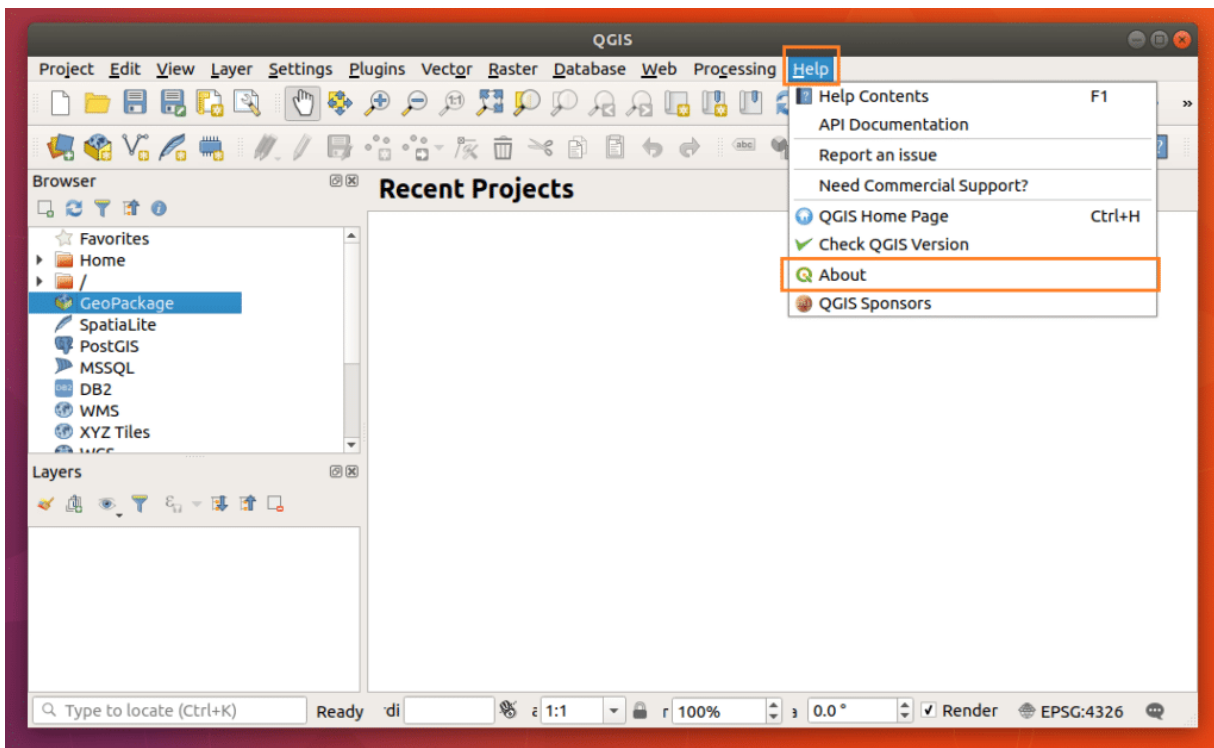 QGIS
Project Edit View Layer Settings Plugins Vector Raster Database Web Processing Help
Help Contents F1
API Documentation
Report an issue
Need Commercial Support?
QGIS Home Page Ctrl+H
Check QGIS Version
About
QGIS Sponsors
abc
Browser
Recent Projects
Favorites
Home
/
GeoPackage
SpatiaLite
PostGIS
MSSQL
DB2
WMS
XYZ Tiles
Layers
Type to locate (Ctrl+K) Ready di 1:1 100% 0.0 ° Render EPSG:4326